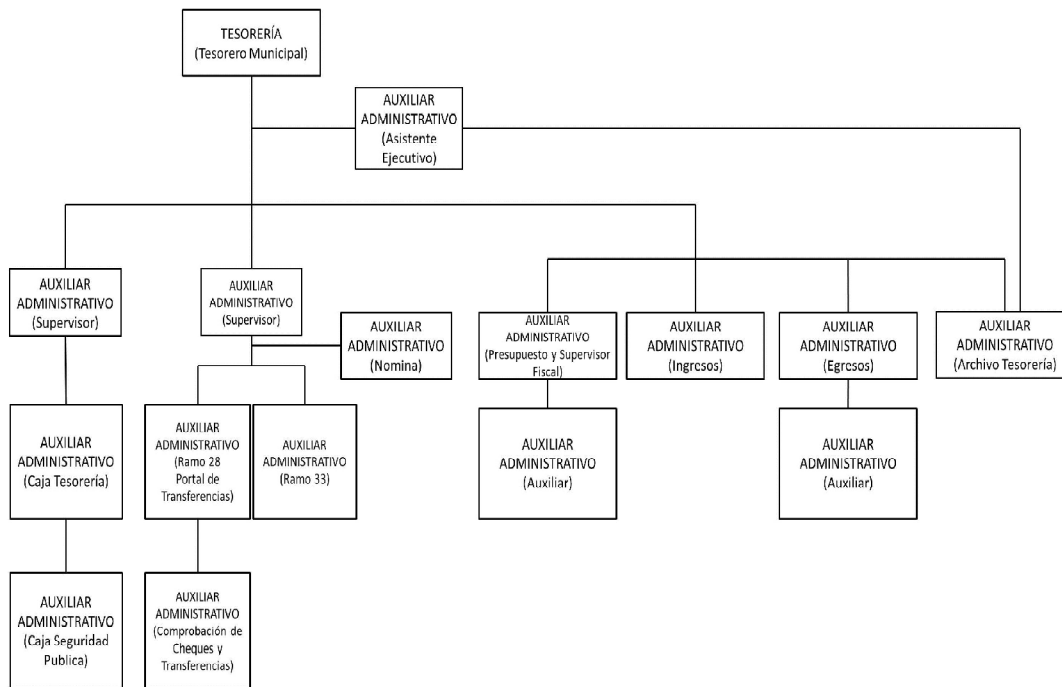 TESORERÍA
(Tesorero Municipal)
AUXILIAR
ADMINISTRATIVO
(Asistente
Ejecutivo)
AUXILIAR
ADMINISTRATIVO
(Supervisor)
AUXILIAR
ADMINISTRATIVO
(Supervisor)
AUXILIAR
ADMINISTRATIVO
(Nomina)
AUXILIAR
ADMINISTRATIVO
(Presupuesto y Supervisor
Fiscal)
AUXILIAR
ADMINISTRATIVO
(Ingresos)
AUXILIAR
ADMINISTRATIVO
(Egresos)
AUXILIAR
ADMINISTRATIVO
(Archivo Tesorería)
AUXILIAR
ADMINISTRATIVO
(Caja Tesorería)
AUXILIAR
ADMINISTRATIVO
(Ramo 28
Portal de
Transferencias)
AUXILIAR
ADMINISTRATIVO
(Ramo 33)
AUXILIAR
ADMINISTRATIVO
(Auxiliar)
AUXILIAR
ADMINISTRATIVO
(Auxiliar)
AUXILIAR
ADMINISTRATIVO
(Caja Seguridad
Publica)
AUXILIAR
ADMINISTRATIVO
(Comprobación de
Cheques y
Transferencias)